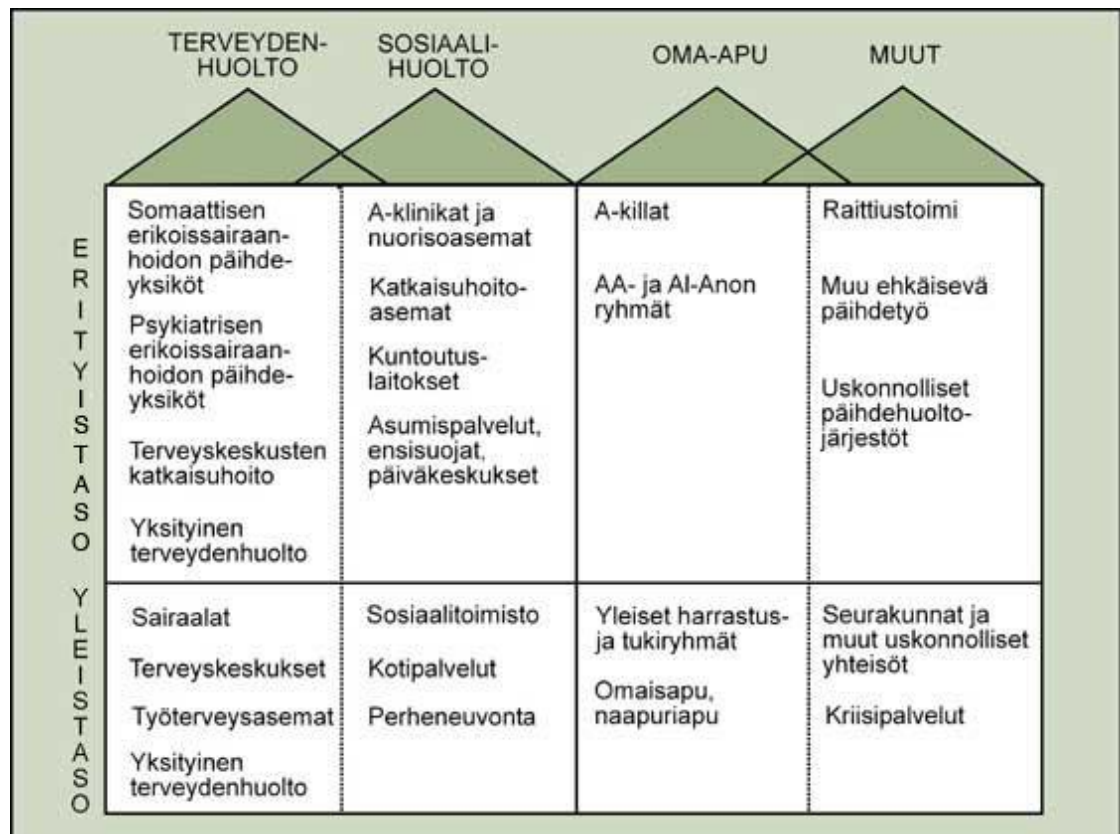 TERVEYDEN-
HUOLTO
SOSIAALI-
HUOLTO
OMA-APU
MUUT
ERITYISTASO
Somaattisen
erikoissairaan-
hoidon päihde-
yksiköt
Psykiatrisen
erikoissairaan-
hoidon päihde-
yksiköt
Terveyskeskusten
katkaisuhoito
Yksityinen
terveydenhuolto
A-klinikat ja
nuorisoasemat
Katkaisuhoito-
asemat
Kuntoutus-
laitokset
Asumispalvelut,
ensisuojat,
päiväkeskukset
A-killat
AA- ja Al-Anon
ryhmät
Raittiustoimi
Muu ehkäisevä
päihdetyö
Uskonnolliset
päihdehuolto-
järjestöt
YLEISTASO
Sairaalat
Terveyskeskukset
Työterveysasemat
Yksityinen
terveydenhuolto
Sosiaalitoimisto
Kotipalvelut
Perheneuvonta
Yleiset harrastus-
ja tukiryhmät
Omaisapu,
naapuriapu
Seurakunnat ja
muut uskonnolliset
yhteisöt
Kriisipalvelut